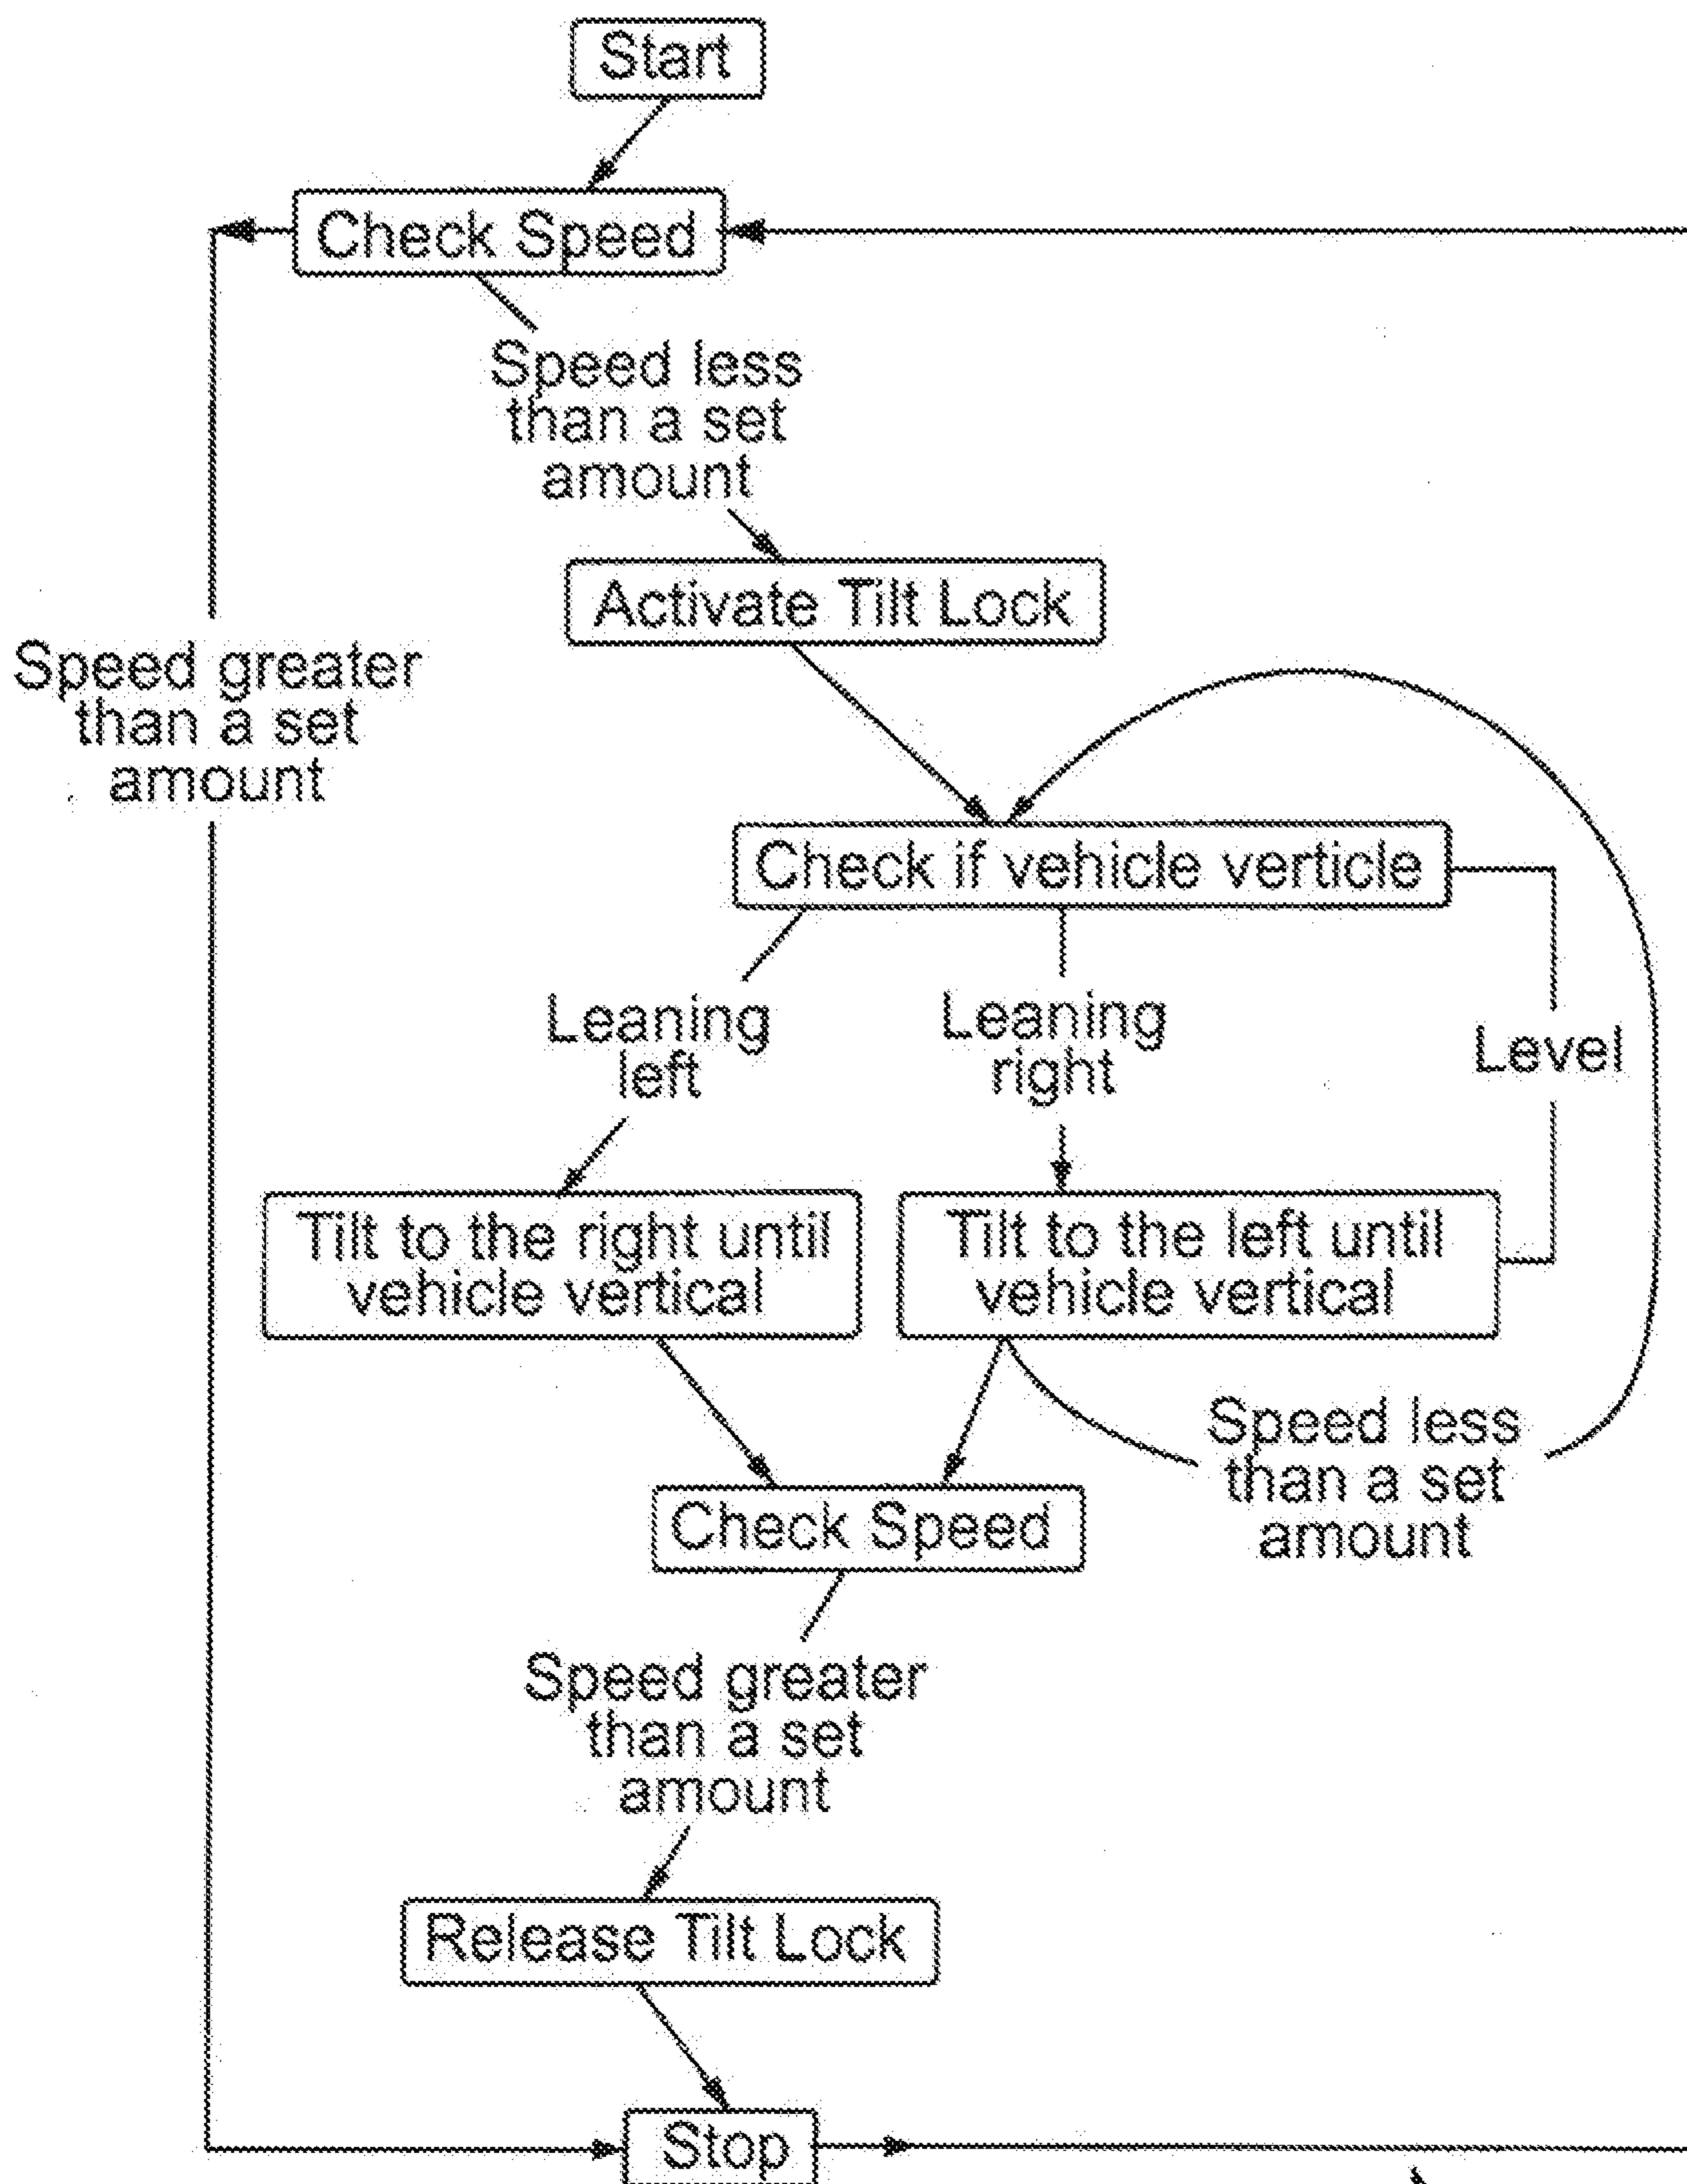 Start
Check Speed
Speed less
than a set
amount
Activate Tilt Lock
Speed greater
than a set
amount
Check if vehicle verticle
Leaning
left
Leaning
right
Level
Tilt to the right until
vehicle vertical
Tilt to the left until
vehicle vertical
Speed less
than a set
amount
Check Speed
Speed greater
than a set
amount
Release Tilt Lock
Stop